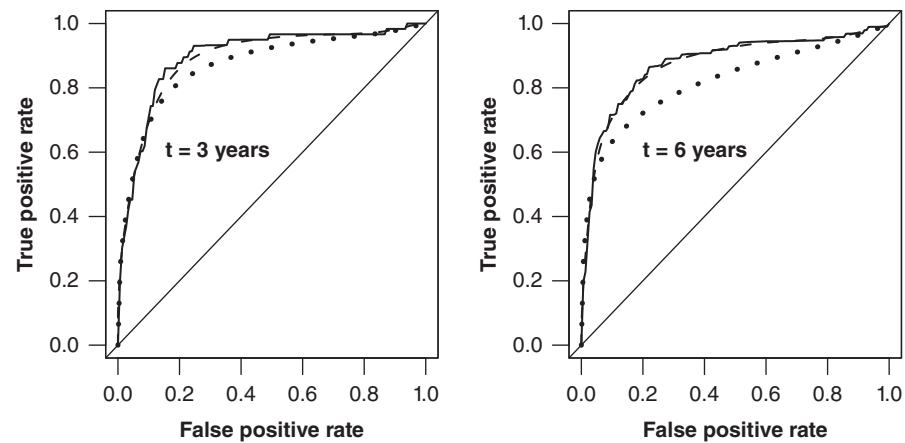 1.0
0.8
0.6
0.4
0.2
0.0
True positive rate
t = 3 years
0.0 0.2 0.4 0.6 0.8 1.0
False positive rate
1.0
0.8
0.6
0.4
0.2
0.0
True positive rate
t = 6 years
0.0 0.2 0.4 0.6 0.8 1.0
False positive rate